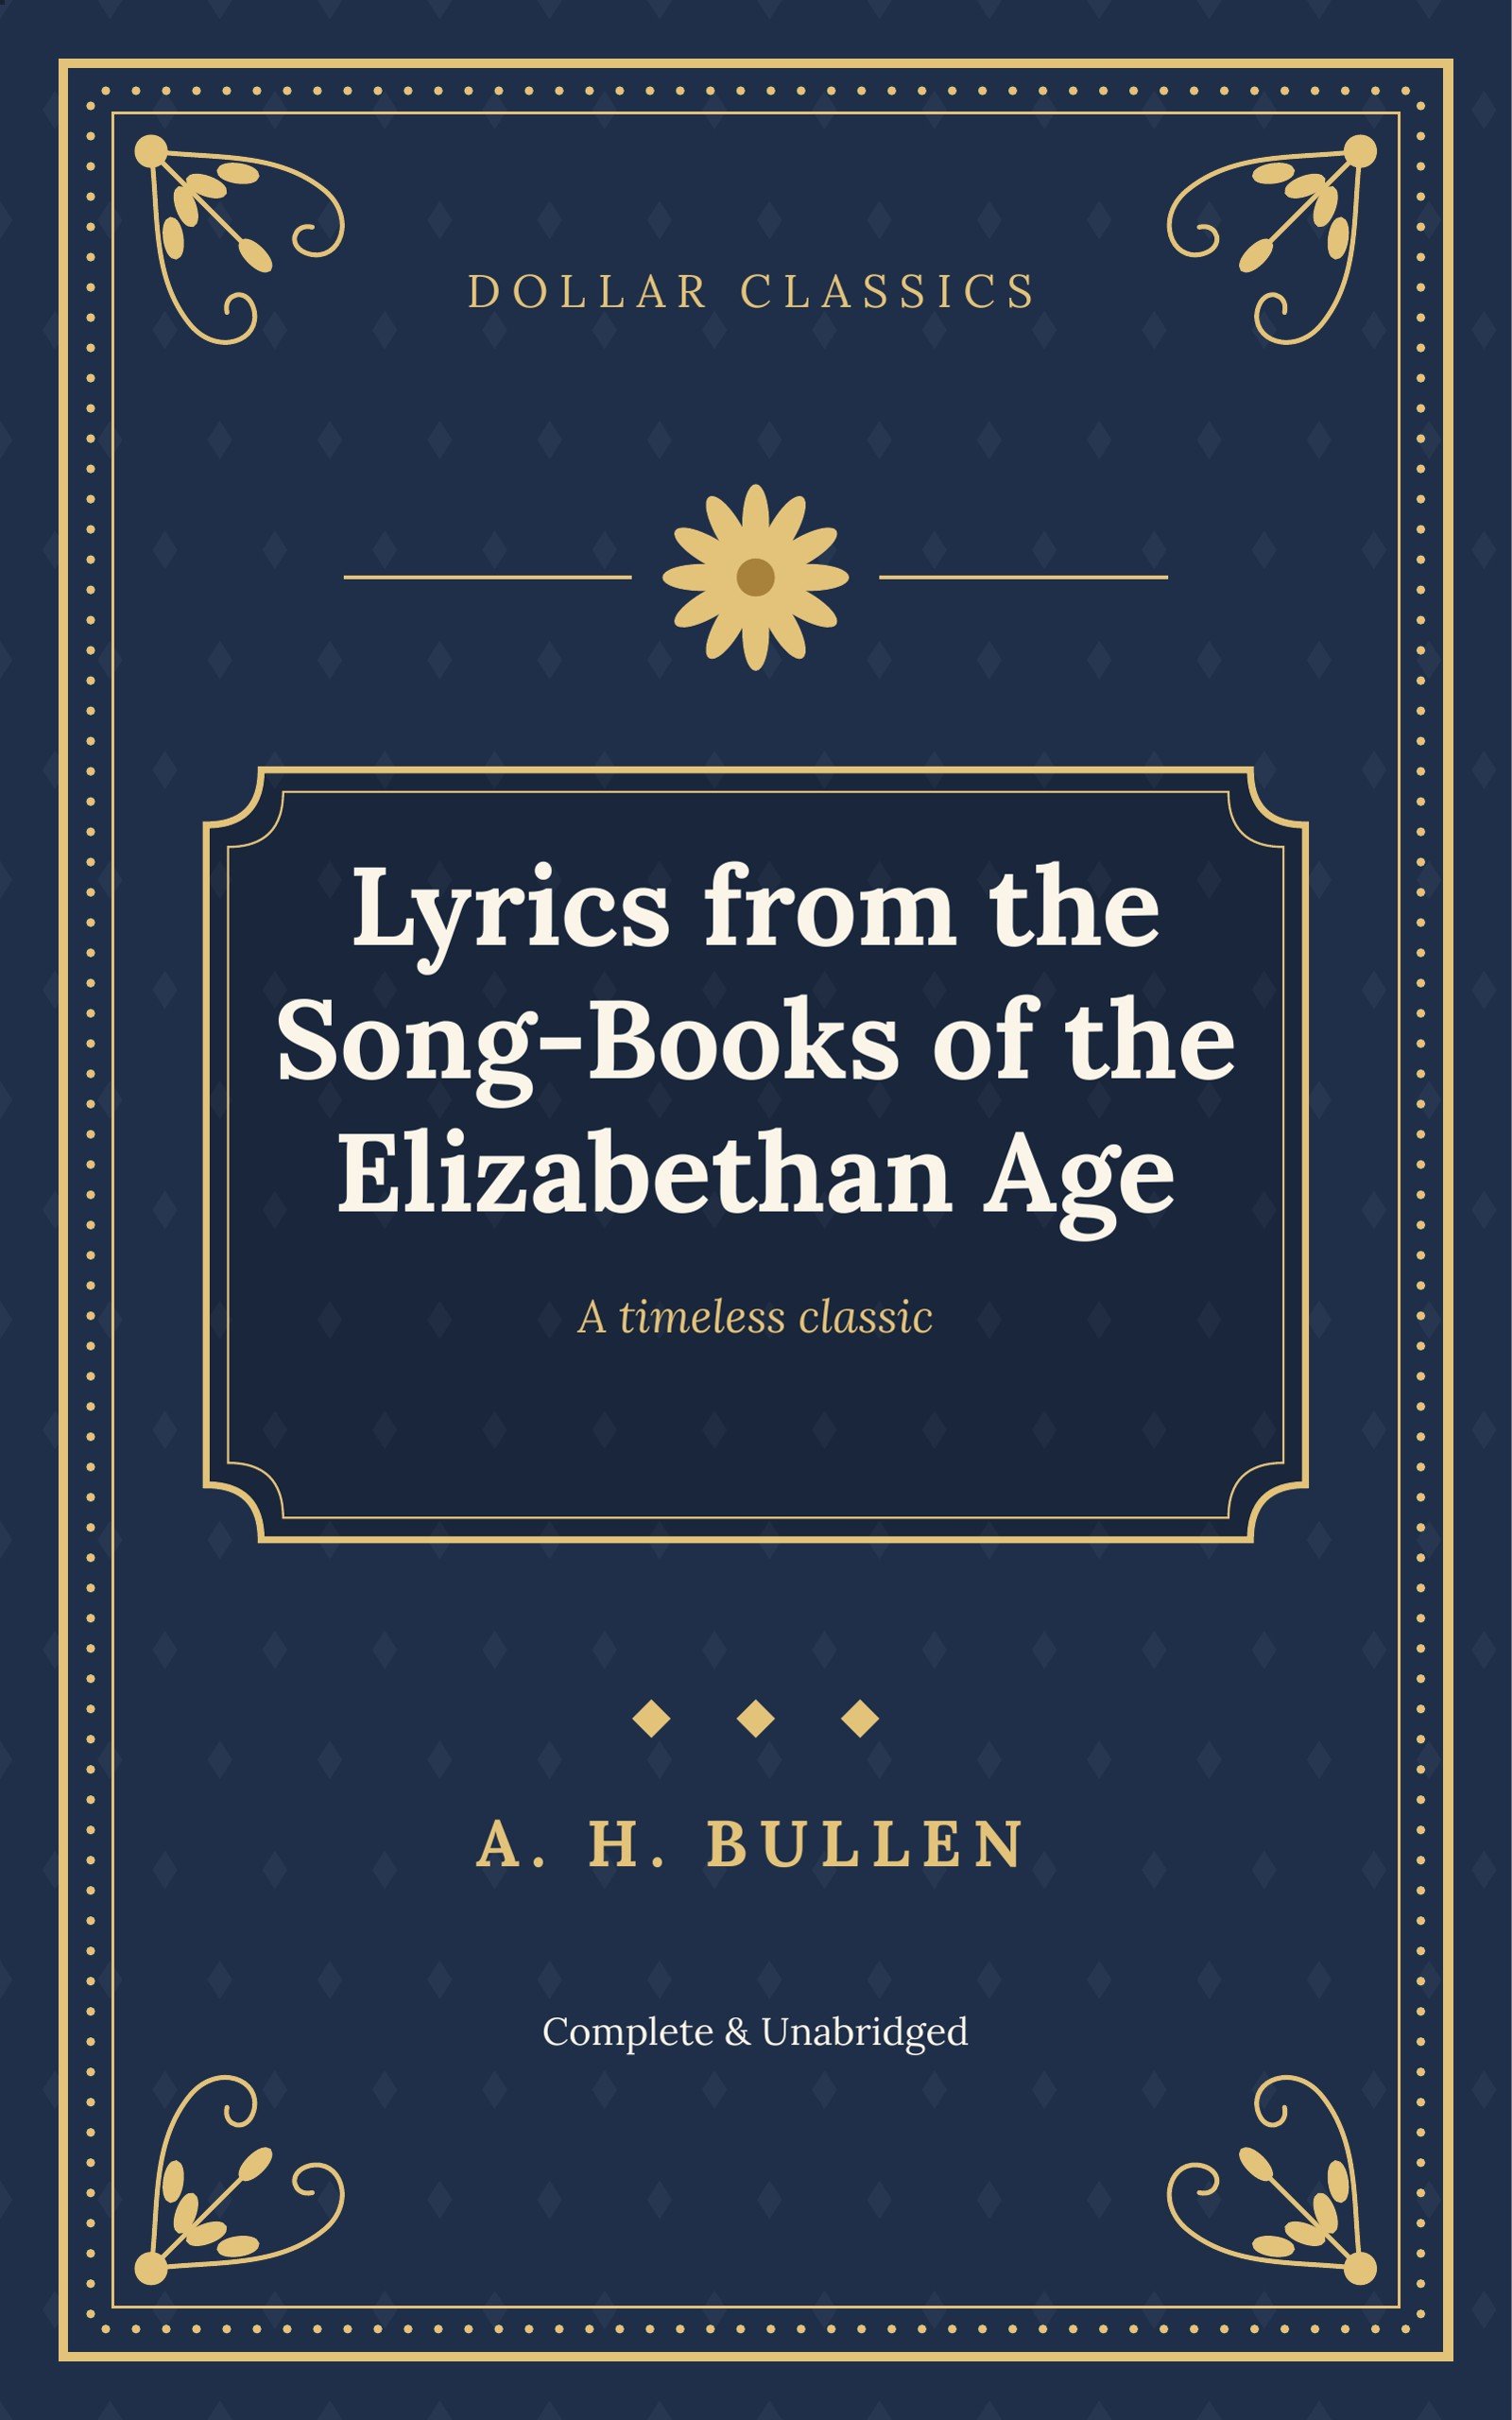 DOLLAR CLASSICS
Lyrics from the
Song-Books of the
Elizabethan Age
A timeless classic
A. H. BULLEN
Complete & Unabridged